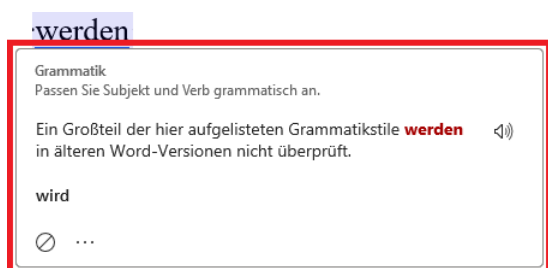 werden
Grammatik
Passen Sie Subjekt und Verb grammatisch an.
Ein Großteil der hier aufgelisteten Grammatikstile werden
in älteren Word-Versionen nicht überprüft.
wird